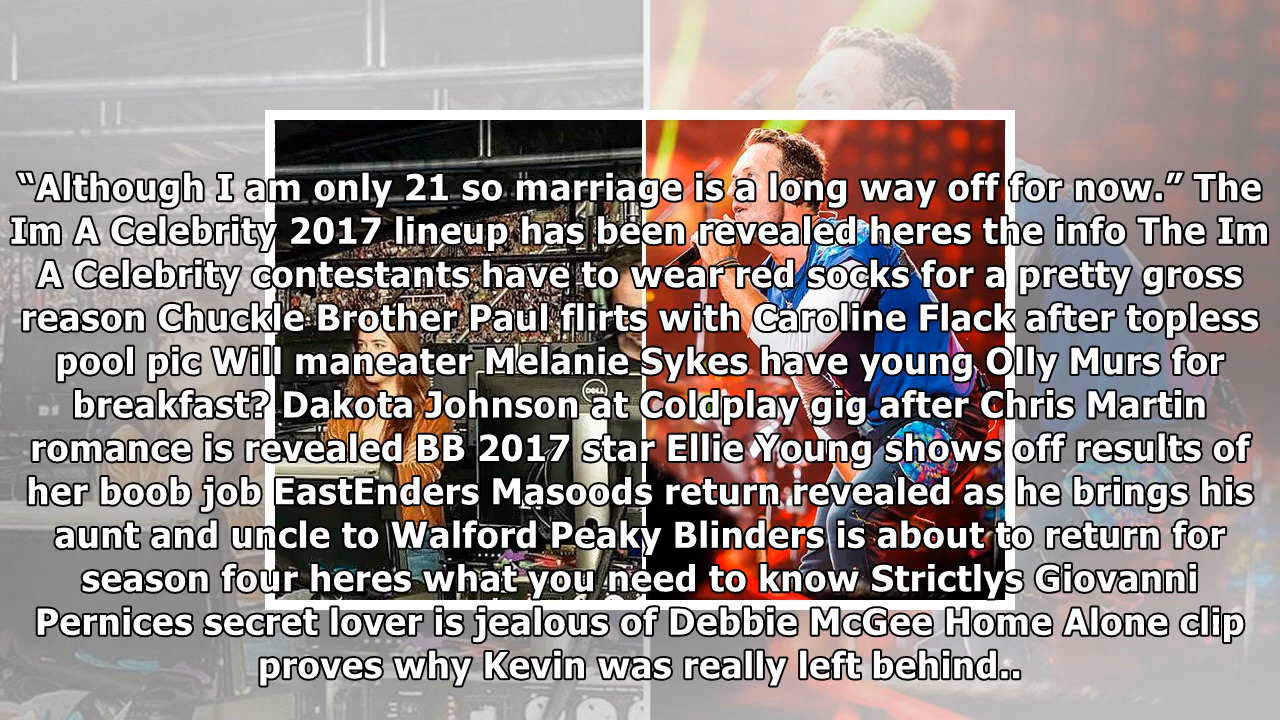 “Although I am only 21 so marriage is a long way off for now.” The
Im A Celebrity 2017 lineup has been revealed heres the info The Im
A Celebrity contestants have to wear red socks for a pretty gross
reason Chuckle Brother Paul flirts with Caroline Flack after topless
pool pic Will maneater Melanie Sykes have young Olly Murs for
breakfast? Dakota Johnson at Coldplay gig after Chris Martin
romance is revealed BB 2017 star Ellie Young shows off results of
her boob job EastEnders Masoods return revealed as he brings his
aunt and uncle to Walford Peaky Blinders is about to return for
season four heres what you need to know Strictlys Giovanni
Pernices secret lover is jealous of Debbie McGee Home Alone clip
proves why Kevin was really left behind..
DELL